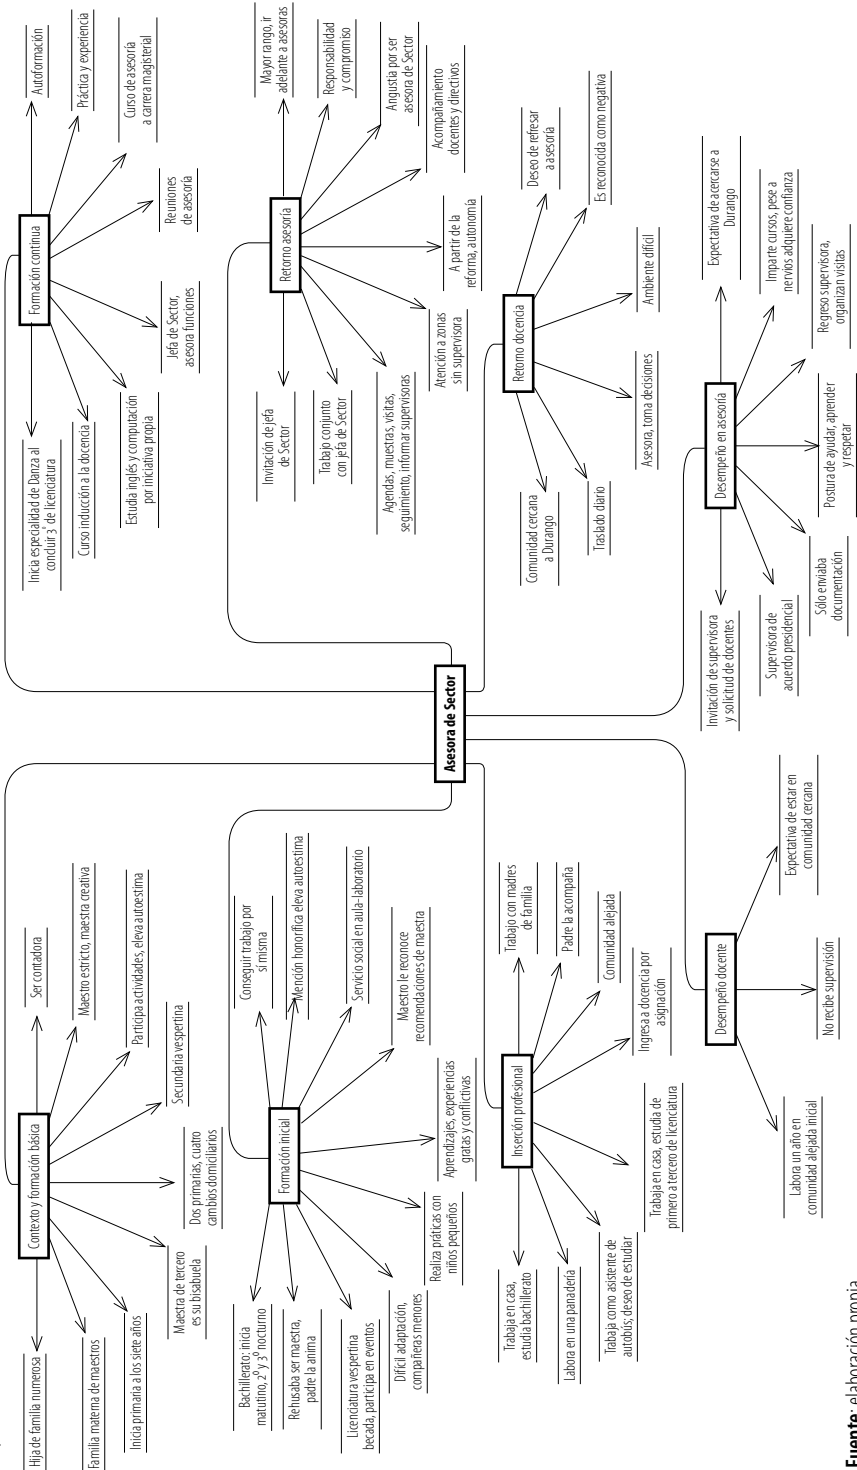 Asesora de Sector
Contexto y formación básica
Hija de familia numerosa
Familia materna de maestros
Inicia primaria a los siete años
Maestra de tercero
es su bisabuela
Dos primarias, cuatro
cambios domiciliarios
Secundaria vespertina
Participa actividades, eleva autoestima
Maestro estricto, maestra creativa
Ser contadora
Formación inicial
Bachillerato: inicia
matutino, 2º y 3º nocturno
Rehusaba ser maestra,
padre la anima
Licenciatura vespertina
becada, participa en eventos
Difícil adaptación,
compañeras menores
Realiza práticas con
niños pequeños
Aprendizajes, experiencias
gratas y conflictivas
Maestro le reconoce
recomendaciones de maestra
Servicio social en aula-laboratorio
Mención honorífica eleva autoestima
Conseguir trabajo por
sí misma
Inserción profesional
Trabaja en casa,
estudia bachillerato
Labora en una panadería
Trabaja como asistente de
autobús; deseo de estudiar
Trabaja en casa, estudia de
primero a tercero de licenciatura
Ingresa a docencia por
asignación
Comunidad alejada
Padre la acompaña
Trabajo con madres
de familia
Desempeño docente
Labora un año en
comunidad alejada inicial
No recibe supervisión
Expectativa de estar en
comunidad cercana
Formación continua
Inicia especialidad de Danza al
concluir 3º de licenciatura
Curso inducción a la docencia
Estudia inglés y computación
por iniciativa propia
Jefa de Sector,
asesora funciones
Reuniones
de asesoría
Curso de asesoría
a carrera magisterial
Práctica y experiencia
Autoformación
Retorno asesoría
Invitación de jefa
de Sector
Trabajo conjunto
con jefa de Sector
Agendas, muestras, visitas,
seguimiento, informar supervisoras
Atención a zonas
sin supervisora
A partir de la
reforma, autonomía
Acompañamiento
docentes y directivos
Angustia por ser
asesora de Sector
Responsabilidad
y compromiso
Mayor rango, ir
adelante a asesoras
Retorno docencia
Comunidad cercana
a Durango
Traslado diario
Asesora, toma decisiones
Ambiente difícil
Es reconocida como negativa
Deseo de refresar
a asesoría
Desempeño en asesoría
Invitación de supervisora
y solicitud de docentes
Supervisora de
acuerdo presidencial
Sólo enviaba
documentación
Postura de ayudar, aprender
y respetar
Regreso supervisora,
organizan visitas
Imparte cursos, pese a
nervios adquiere confianza
Expectativa de acercarse a
Durango
Fuente: elaboración propia